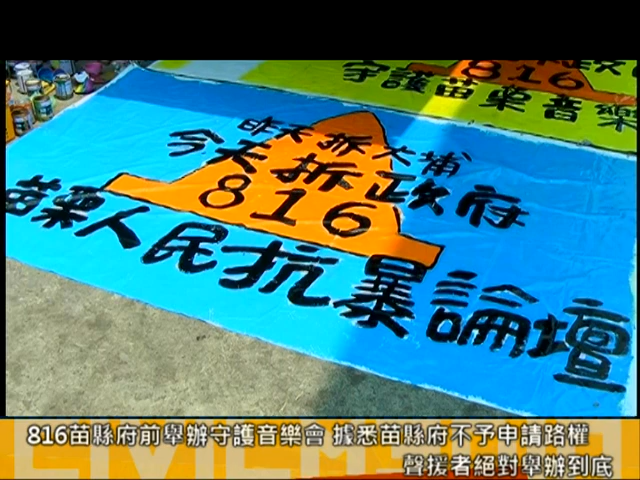 昨天拆大埔
今天拆政府
816
苗栗人民抗暴論壇
816
守護苗栗音樂
816苗縣府前舉辦守護音樂會 據悉苗縣府不予申請路權
聲援者絕對舉辦到底